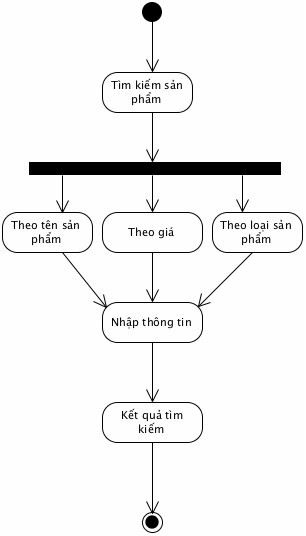 Tìm kiếm sản
phẩm
Theo tên sản
phẩm
Theo giá
Theo loại sản
phẩm
Nhập thông tin
Kết quả tìm
kiếm